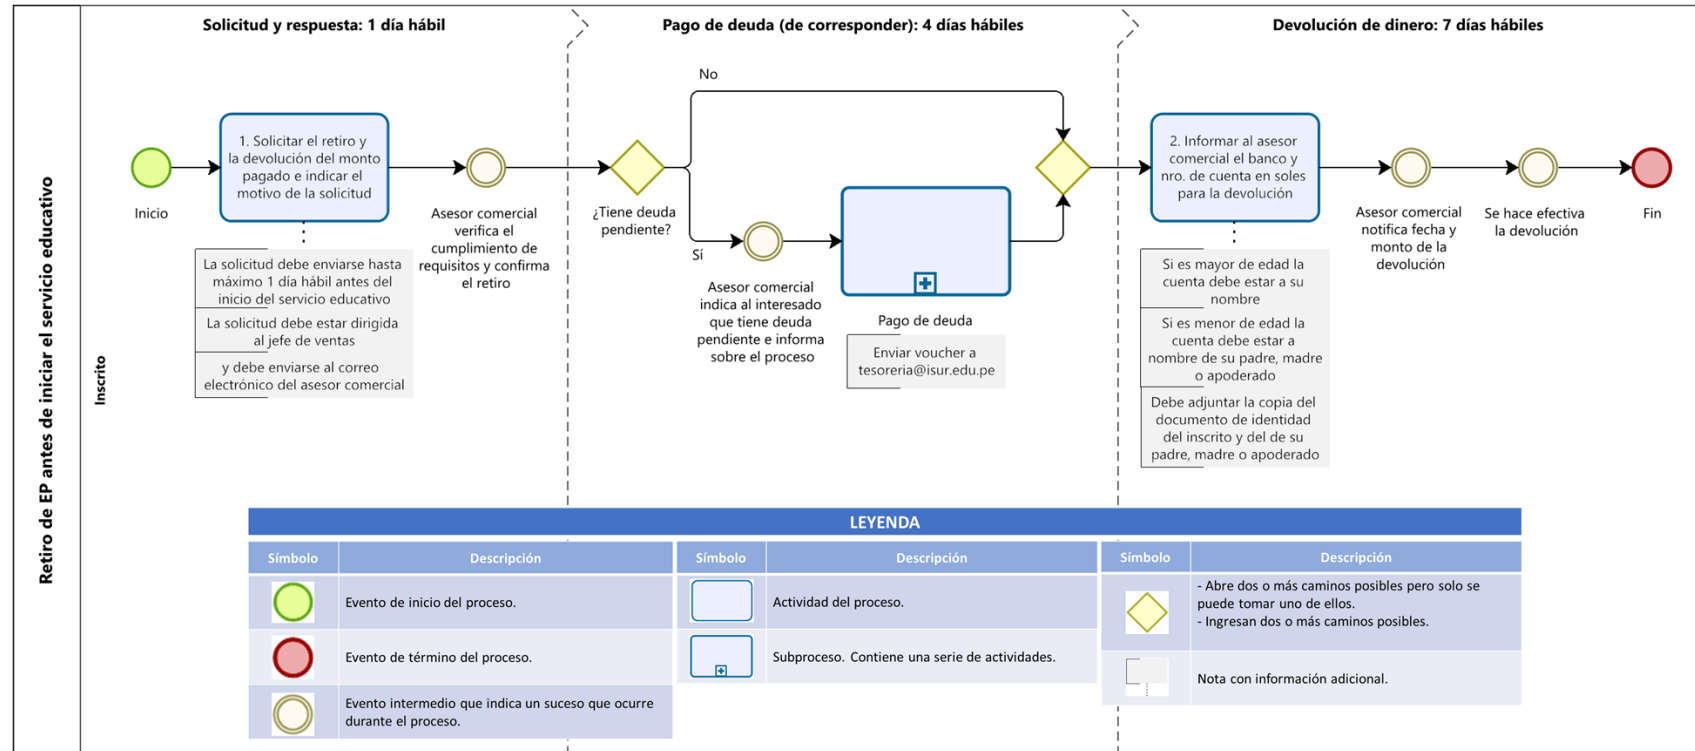 Retiro de EP antes de iniciar el servicio educativo
Inscrito
Solicitud y respuesta: 1 día hábil
Pago de deuda (de corresponder): 4 días hábiles
Devolución de dinero: 7 días hábiles
Inicio
1. Solicitar el retiro y
la devolución del monto
pagado e indicar el
motivo de la solicitud
La solicitud debe enviarse hasta
máximo 1 día hábil antes del
inicio del servicio educativo
La solicitud debe estar dirigida
al jefe de ventas
y debe enviarse al correo
electrónico del asesor comercial
Asesor comercial
verifica el
cumplimiento de
requisitos y confirma
el retiro
¿Tiene deuda
pendiente?
No
Sí
Asesor comercial
indica al interesado
que tiene deuda
pendiente e informa
sobre el proceso
Pago de deuda
Enviar voucher a
tesoreria@isur.edu.pe
2. Informar al asesor
comercial el banco y
nro. de cuenta en soles
para la devolución
Si es mayor de edad la
cuenta debe estar a su
nombre
Si es menor de edad la
cuenta debe estar a
nombre de su padre, madre
o apoderado
Debe adjuntar la copia del
documento de identidad
del inscrito y del de su
padre, madre o apoderado
Asesor comercial
notifica fecha y
monto de la
devolución
Se hace efectiva
la devolución
Fin
LEYENDA
Símbolo
Descripción
Evento de inicio del proceso.
Evento de término del proceso.
Evento intermedio que indica un suceso que ocurre
durante el proceso.
Símbolo
Descripción
Actividad del proceso.
Subproceso. Contiene una serie de actividades.
Símbolo
Descripción
- Abre dos o más caminos posibles pero solo se
puede tomar uno de ellos.
- Ingresan dos o más caminos posibles.
Nota con información adicional.